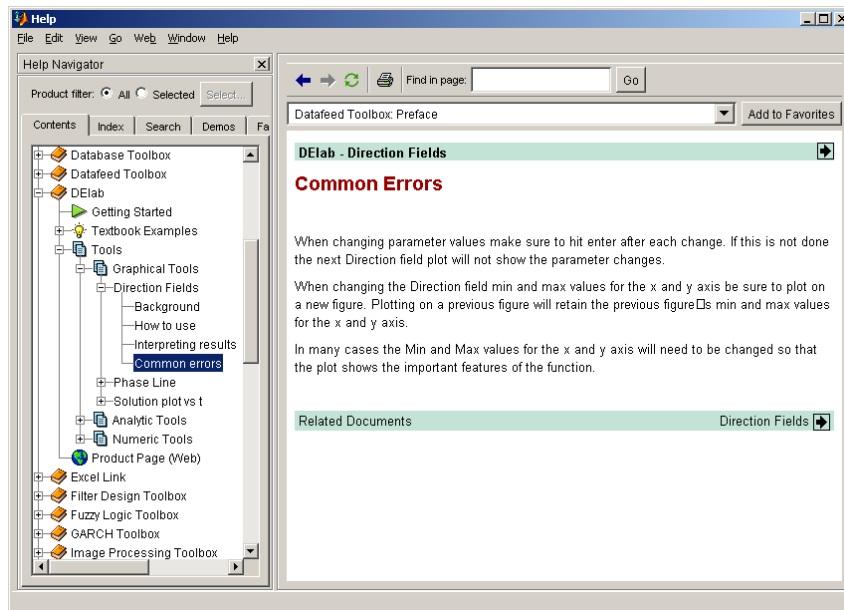 Help
File Edit View Go Web Window Help
Help Navigator
Product filter: All Selected Select...
Contents Index Search Demos Fa
Database Toolbox
Datafeed Toolbox
DElab
Getting Started
Textbook Examples
Tools
Graphical Tools
Direction Fields
Background
How to use
Interpreting results
Common errors
Phase Line
Solution plot vs t
Analytic Tools
Numeric Tools
Product Page (Web)
Excel Link
Filter Design Toolbox
Fuzzy Logic Toolbox
GARCH Toolbox
Image Processing Toolbox
Find in page: Go
Datafeed Toolbox: Preface Add to Favorites
DElab - Direction Fields
Common Errors
When changing parameter values make sure to hit enter after each change. If this is not done
the next Direction field plot will not show the parameter changes.
When changing the Direction field min and max values for the x and y axis be sure to plot on
a new figure. Plotting on a previous figure will retain the previous figure□s min and max values
for the x and y axis.
In many cases the Min and Max values for the x and y axis will need to be changed so that
the plot shows the important features of the function.
Related Documents Direction Fields